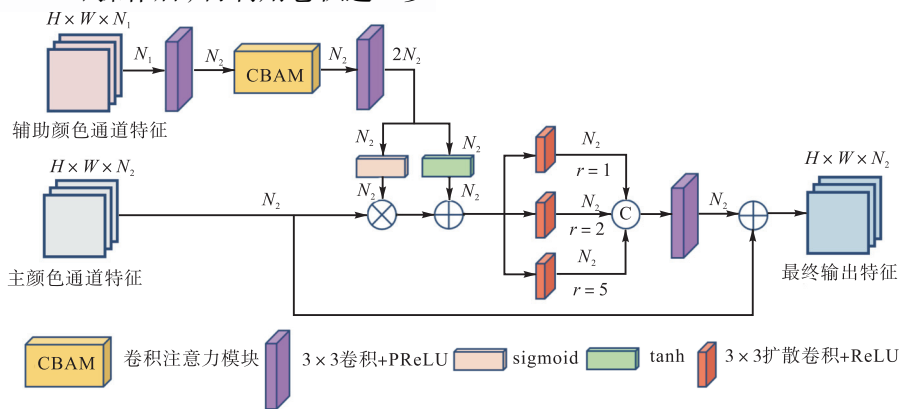 H×W×N₁
N₁
N₂
CBAM
N₂
2N₂
辅助颜色通道特征
N₂
N₂
N₂
N₂
H×W×N₂
N₂
主颜色通道特征
N₂
r=1
N₂
r=2
N₂
r=5
C
N₂
H×W×N₂
最终输出特征
CBAM
卷积注意力模块
3×3卷积+PReLU
sigmoid
tanh
3×3扩散卷积+ReLU